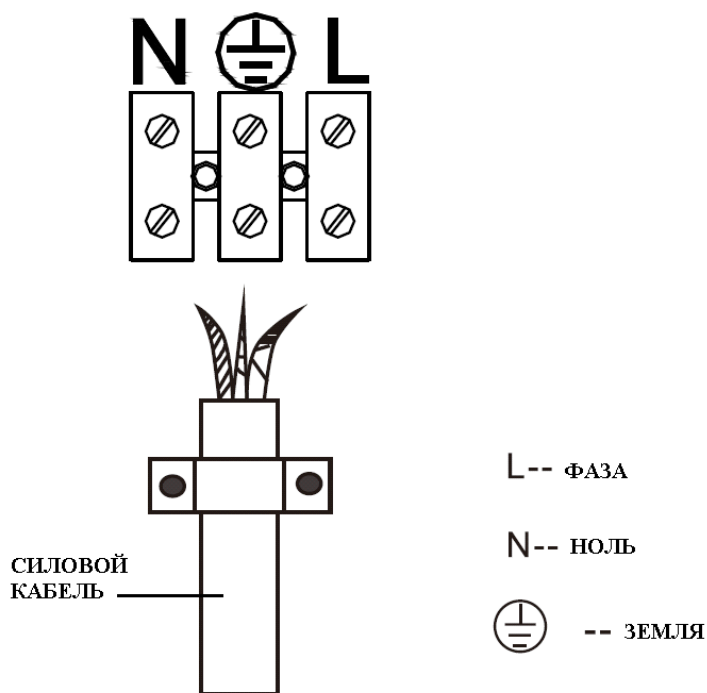 N ⏚ L
L-- ФАЗА
N-- НОЛЬ
СИЛОВОЙ
КАБЕЛЬ
⏚ -- ЗЕМЛЯ